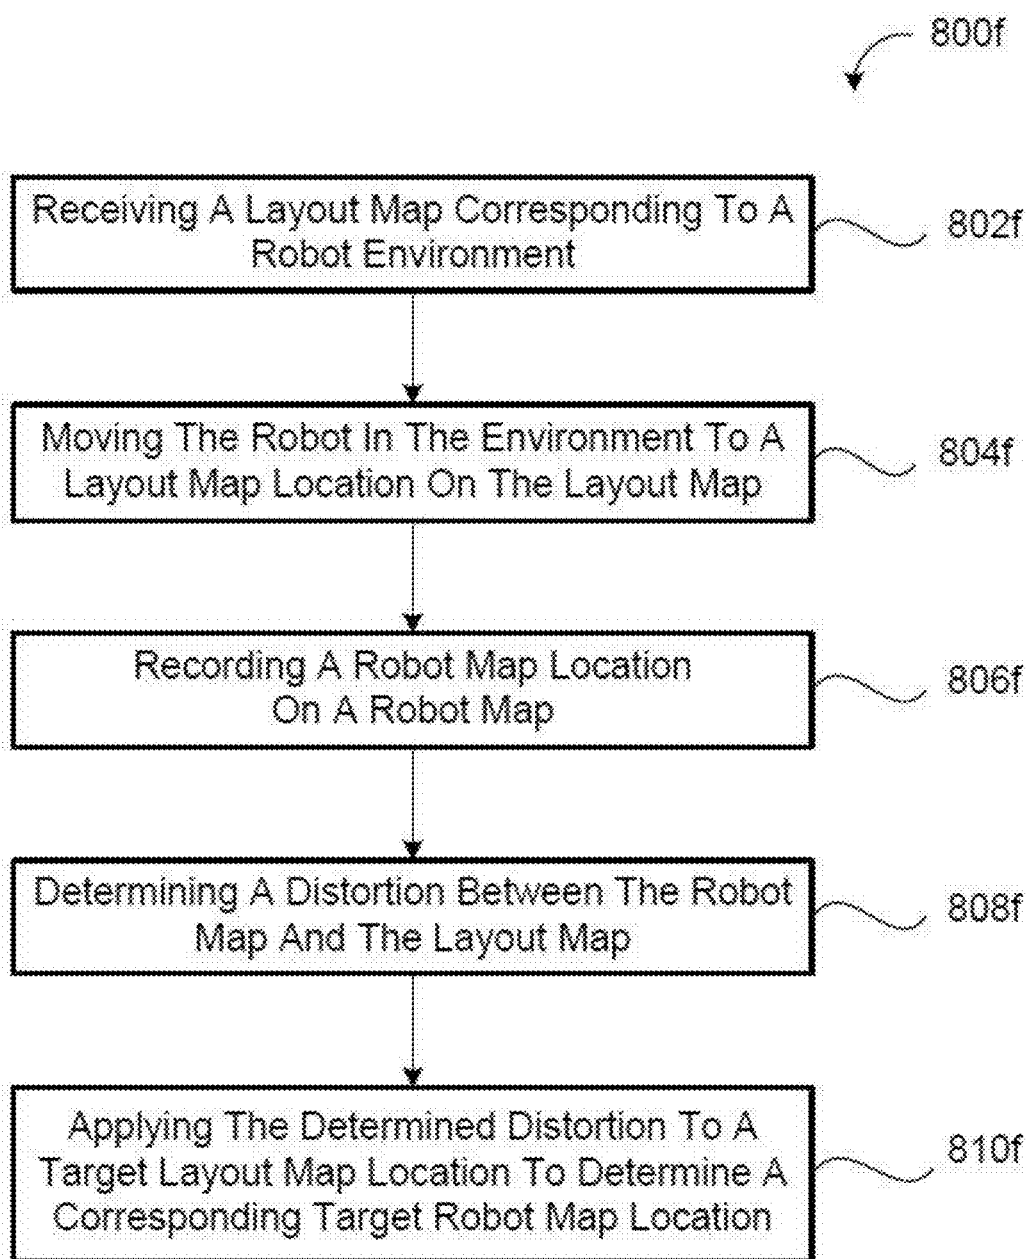 800f
Receiving A Layout Map Corresponding To A
Robot Environment
802f
Moving The Robot In The Environment To A
Layout Map Location On The Layout Map
804f
Recording A Robot Map Location
On A Robot Map
806f
Determining A Distortion Between The Robot
Map And The Layout Map
808f
Applying The Determined Distortion To A
Target Layout Map Location To Determine A
Corresponding Target Robot Map Location
810f